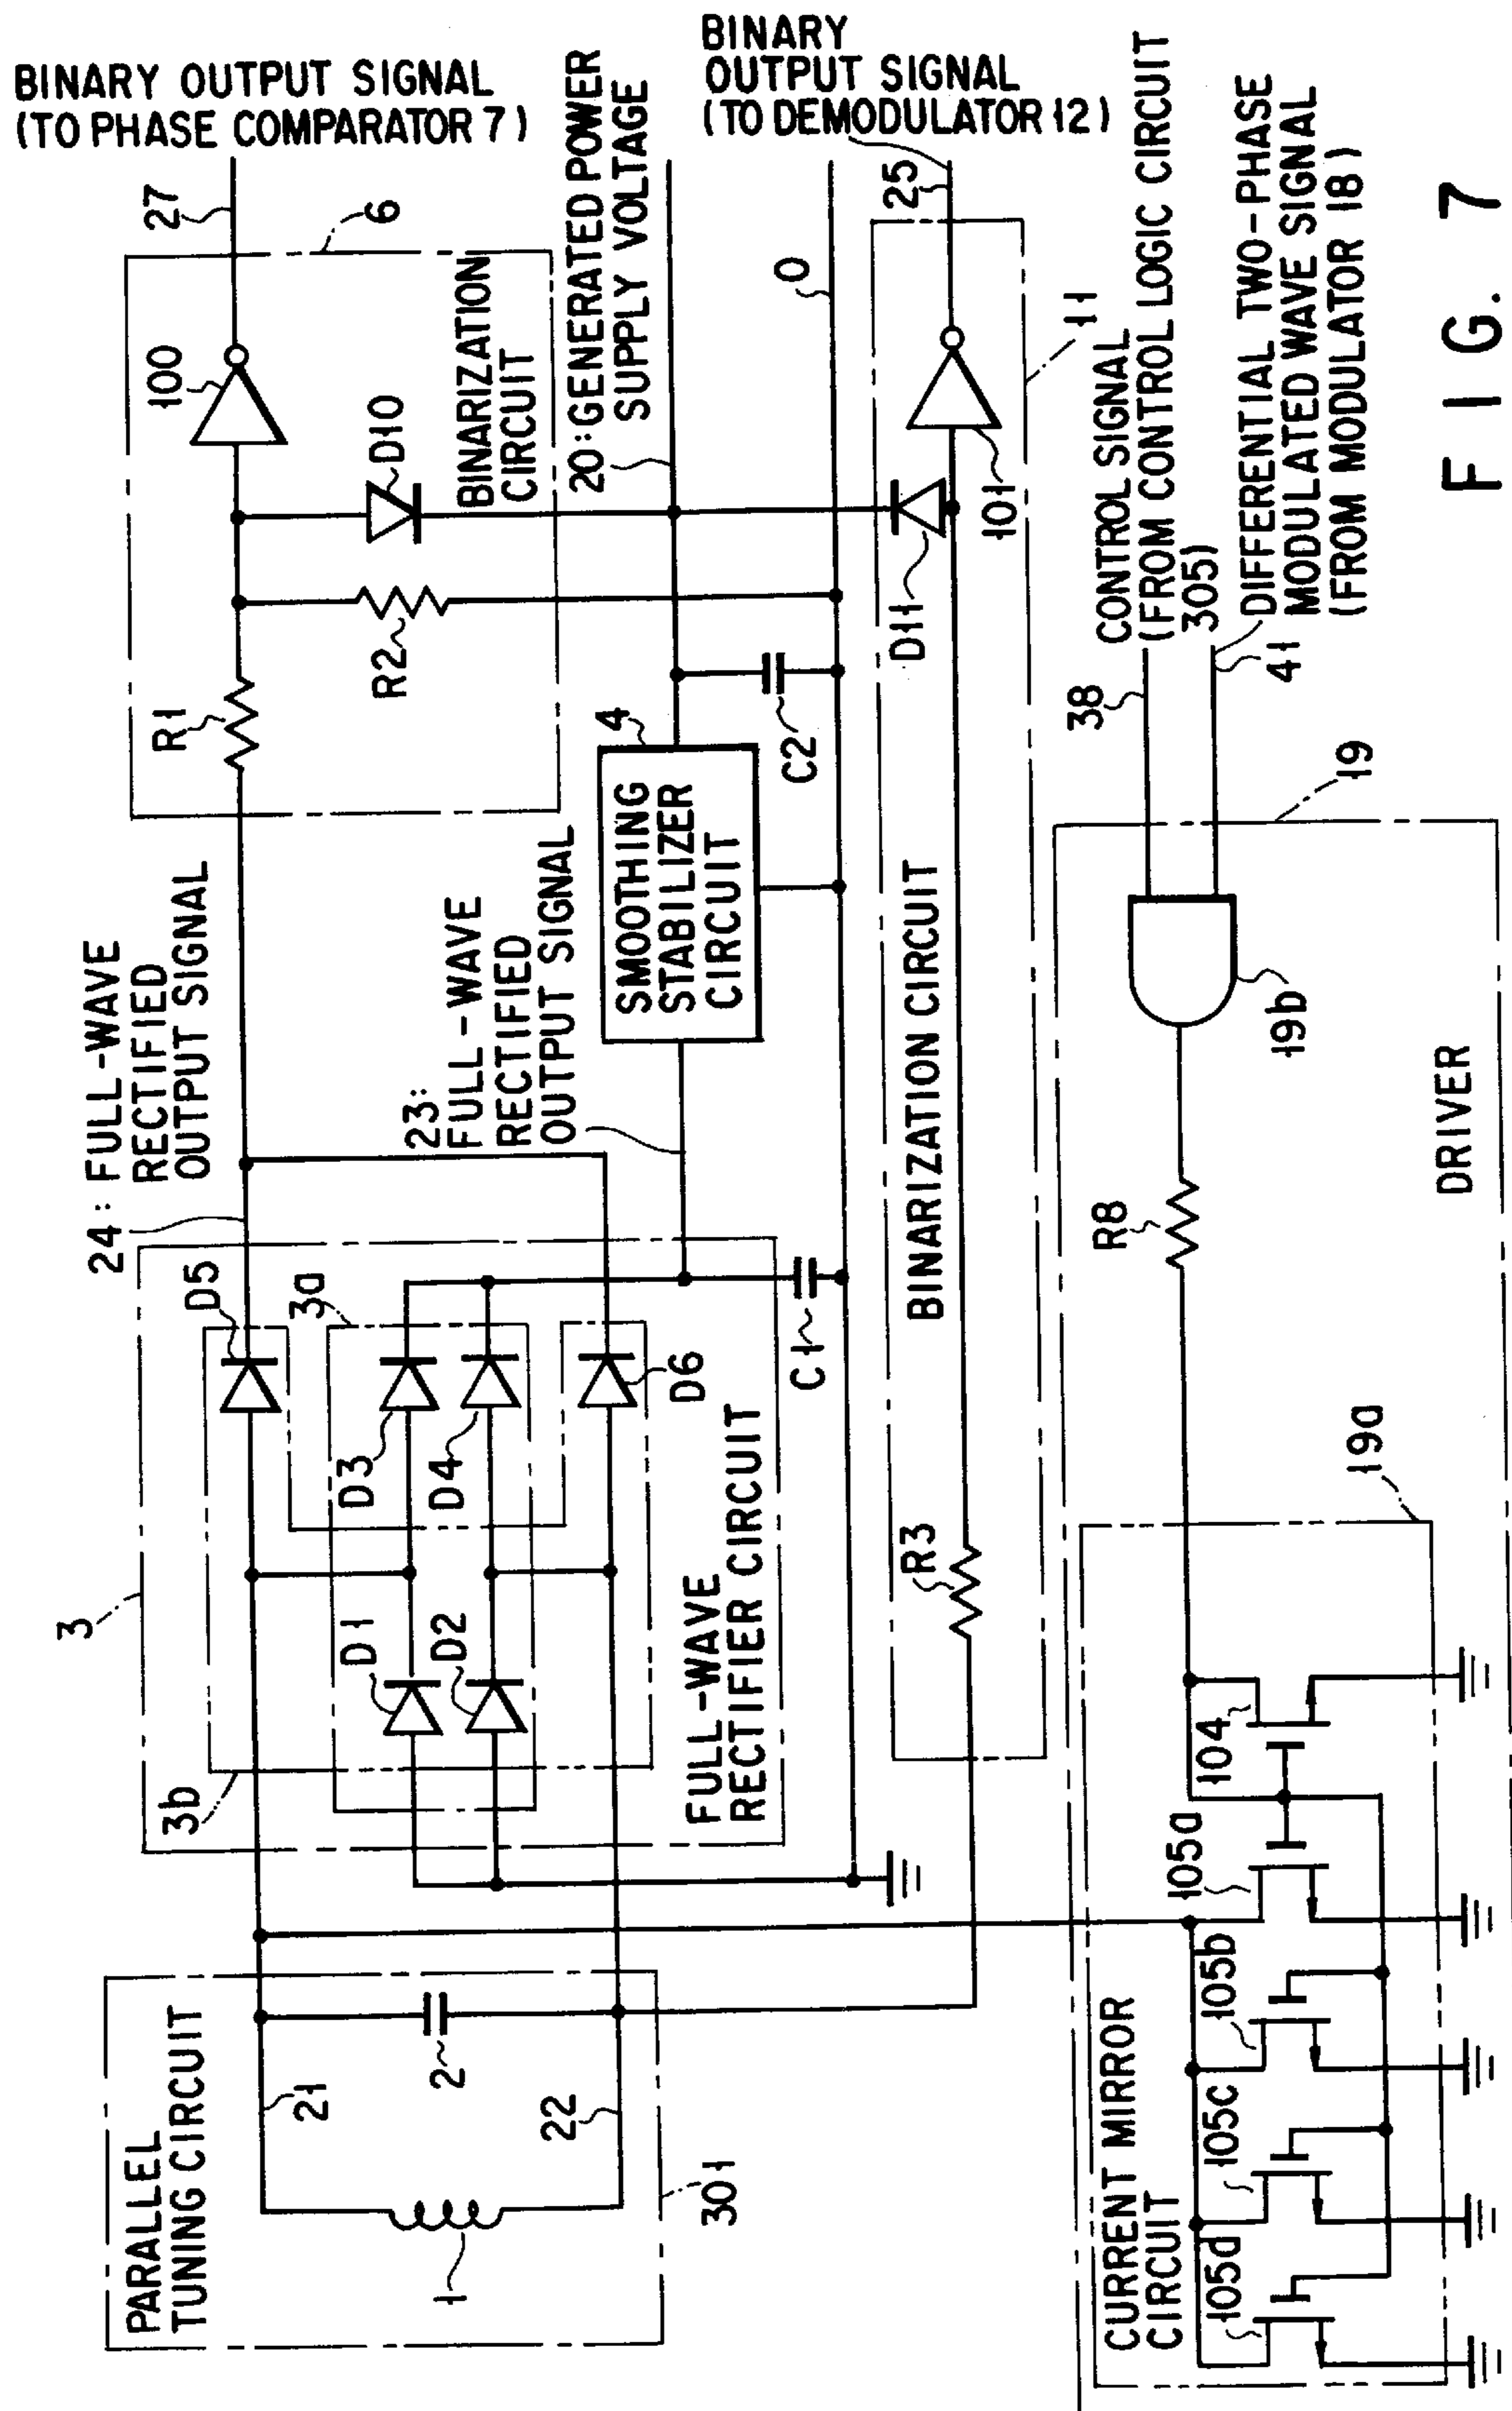 BINARY OUTPUT SIGNAL
(TO PHASE COMPARATOR 7)
27
6
100
D10
BINARIZATION
CIRCUIT
R1
R2
20: GENERATED POWER
SUPPLY VOLTAGE
0
BINARY
OUTPUT SIGNAL
(TO DEMODULATOR 12)
25
11
101
D11
C2
4
SMOOTHING
STABILIZER
CIRCUIT
24: FULL-WAVE
RECTIFIED
OUTPUT SIGNAL
23:
FULL-WAVE
RECTIFIED
OUTPUT SIGNAL
BINARIZATION CIRCUIT
R3
3
3a
3b
D5
D3
D4
D6
D1
D2
C1
FULL-WAVE
RECTIFIER CIRCUIT
PARALLEL
TUNING CIRCUIT
21
2
22
1
301
CONTROL SIGNAL
(FROM CONTROL LOGIC CIRCUIT
305)
38
DIFFERENTIAL TWO-PHASE
MODULATED WAVE SIGNAL
(FROM MODULATOR 18)
41
19
19b
R8
DRIVER
19a
104
105a
105b
105c
105d
CURRENT MIRROR
CIRCUIT
FIG. 7